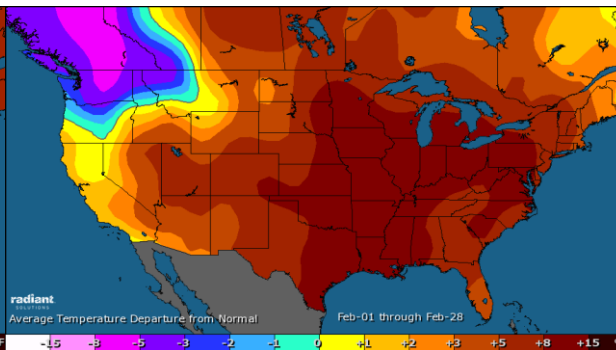 radiant
SOLUTIONS
Average Temperature Departure from Normal
Feb-01 through Feb-28
F -15 -8 -5 -3 -2 -1 0 +1 +2 +3 +5 +8 +15